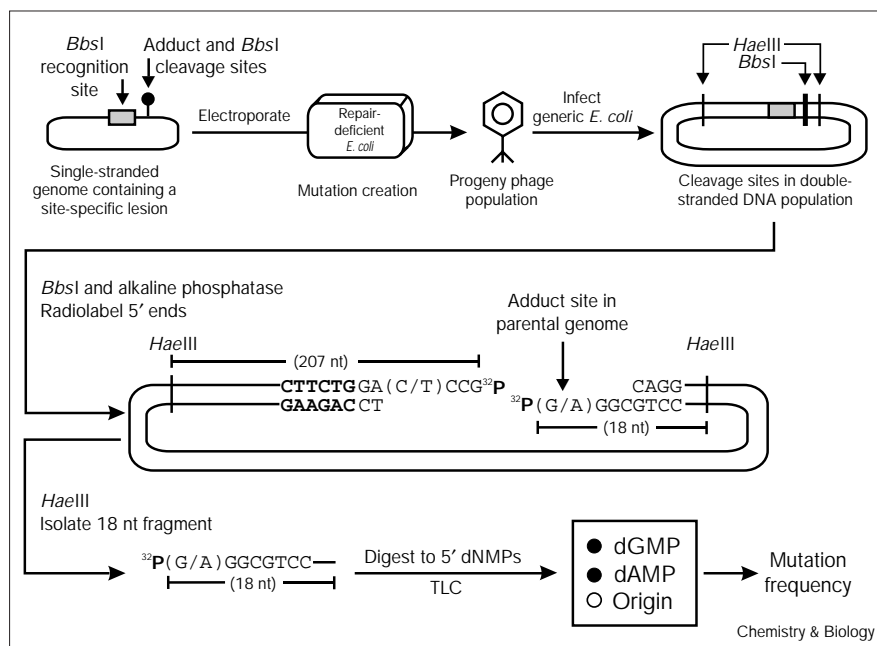 BbsI
recognition
site
Adduct and BbsI
cleavage sites
Single-stranded
genome containing a
site-specific lesion
Electroporate
Repair-
deficient
E. coli
Mutation creation
Progeny phage
population
Infect
generic E. coli
HaeIII
BbsI
Cleavage sites in double-
stranded DNA population
BbsI and alkaline phosphatase
Radiolabel 5′ ends
Adduct site in
parental genome
HaeIII
HaeIII
(207 nt)
CTTCTGGA(C/T)CCG³²P
CAGG
GAAGACCT
³²P(G/A)GGCGTCC
(18 nt)
HaeIII
Isolate 18 nt fragment
³²P(G/A)GGCGTCC
(18 nt)
Digest to 5′ dNMPs
TLC
dGMP
dAMP
Origin
Mutation
frequency
Chemistry & Biology